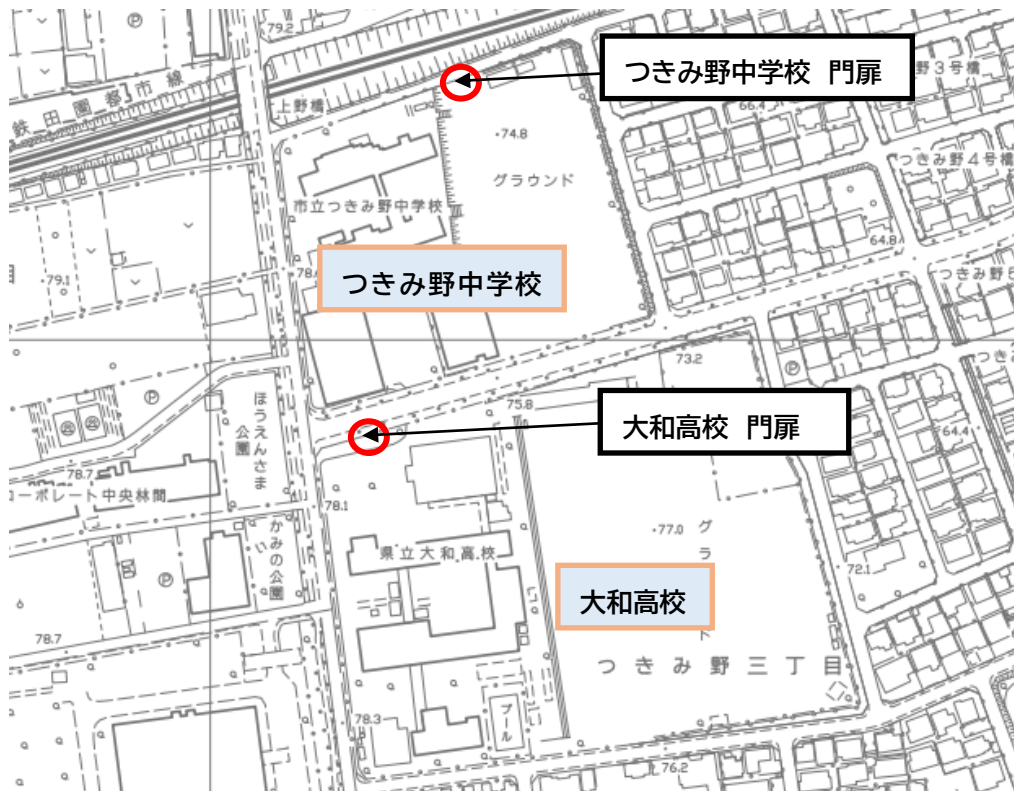 79.2
鉄田園都市線
上野橋
つきみ野中学校 門扉
野3号橋
66.4
・74.8
グラウンド
つきみ野4号橋
市立つきみ野中学校
64.8
つきみ野5
79.1
78.
つきみ野中学校
73.2
つき
ほうえんさま公園
75.8
大和高校 門扉
64.4
78.7
コーポレート中央林間
78.1
かみの公園
県立大和高校
・77.0
グラ
ド
72.1
大和高校
78.7
つきみ野三丁目
プール
78.3
76.2